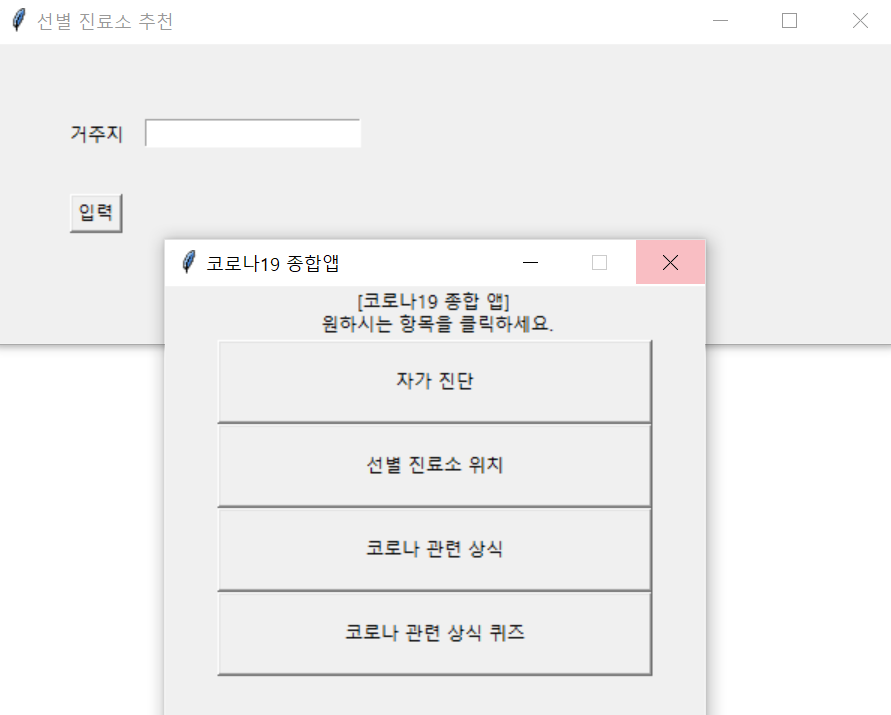 선별 진료소 추천
거주지
입력
코로나19 종합앱
[코로나19 종합 앱]
원하시는 항목을 클릭하세요.
자가 진단
선별 진료소 위치
코로나 관련 상식
코로나 관련 상식 퀴즈